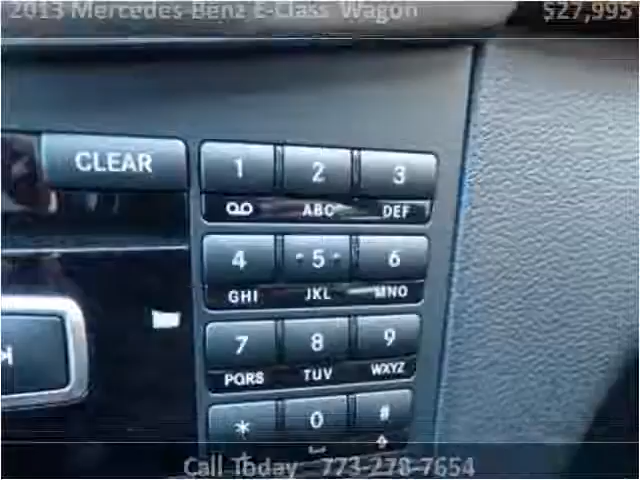 2013 Mercedes Benz E-Class Wagon $27,995
CLEAR
1 2 3
ABC DEF
4 5 6
GHI JKL MNO
7 8 9
PQRS TUV WXYZ
* 0 #
Call Today 773-278-7654